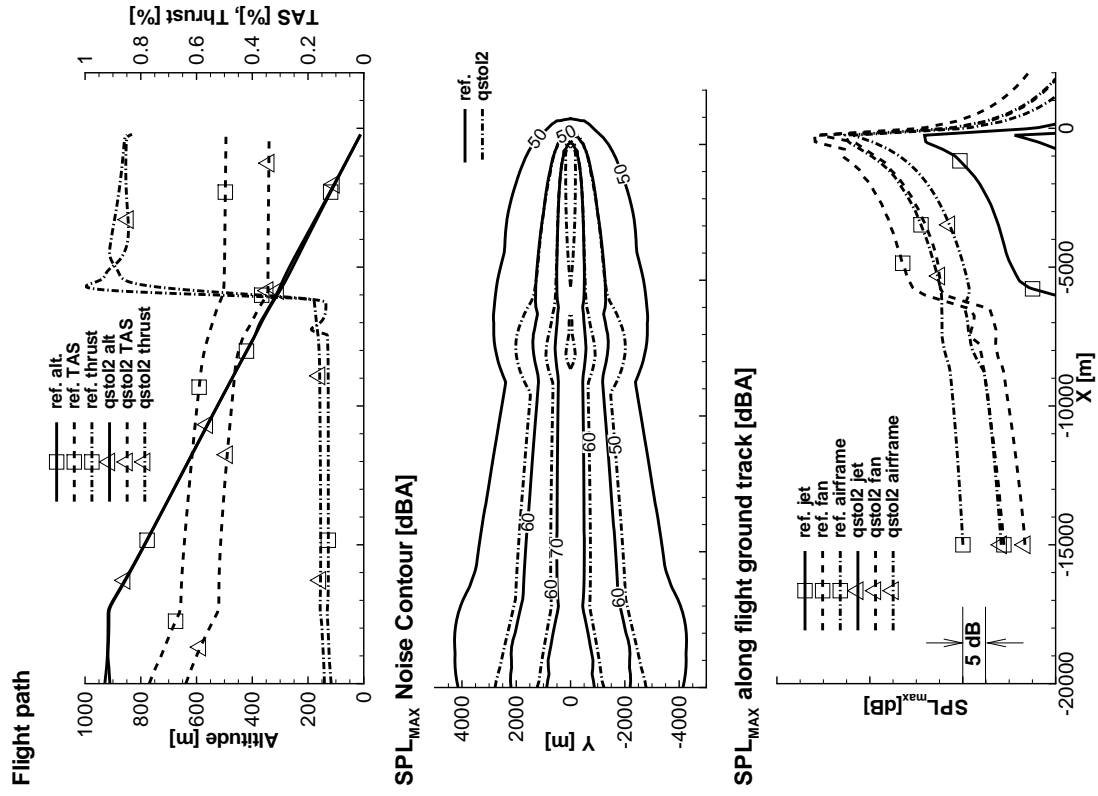 Flight path
TAS [%], Thrust [%]
1
0.8
0.6
0.4
0.2
0
1000
800
600
400
200
0
Altitude [m]
ref. alt.
ref. TAS
ref. thrust
qstol2 alt
qstol2 TAS
qstol2 thrust
SPLMAX Noise Contour [dBA]
ref.
qstol2
4000
2000
0
-2000
-4000
Y [m]
50
50
50
60
50
60
70
60
60
SPLMAX along flight ground track [dBA]
ref. jet
ref. fan
ref. airframe
qstol2 jet
qstol2 fan
qstol2 airframe
5 dB
SPLmax[dB]
-20000
-15000
-10000
-5000
0
X [m]